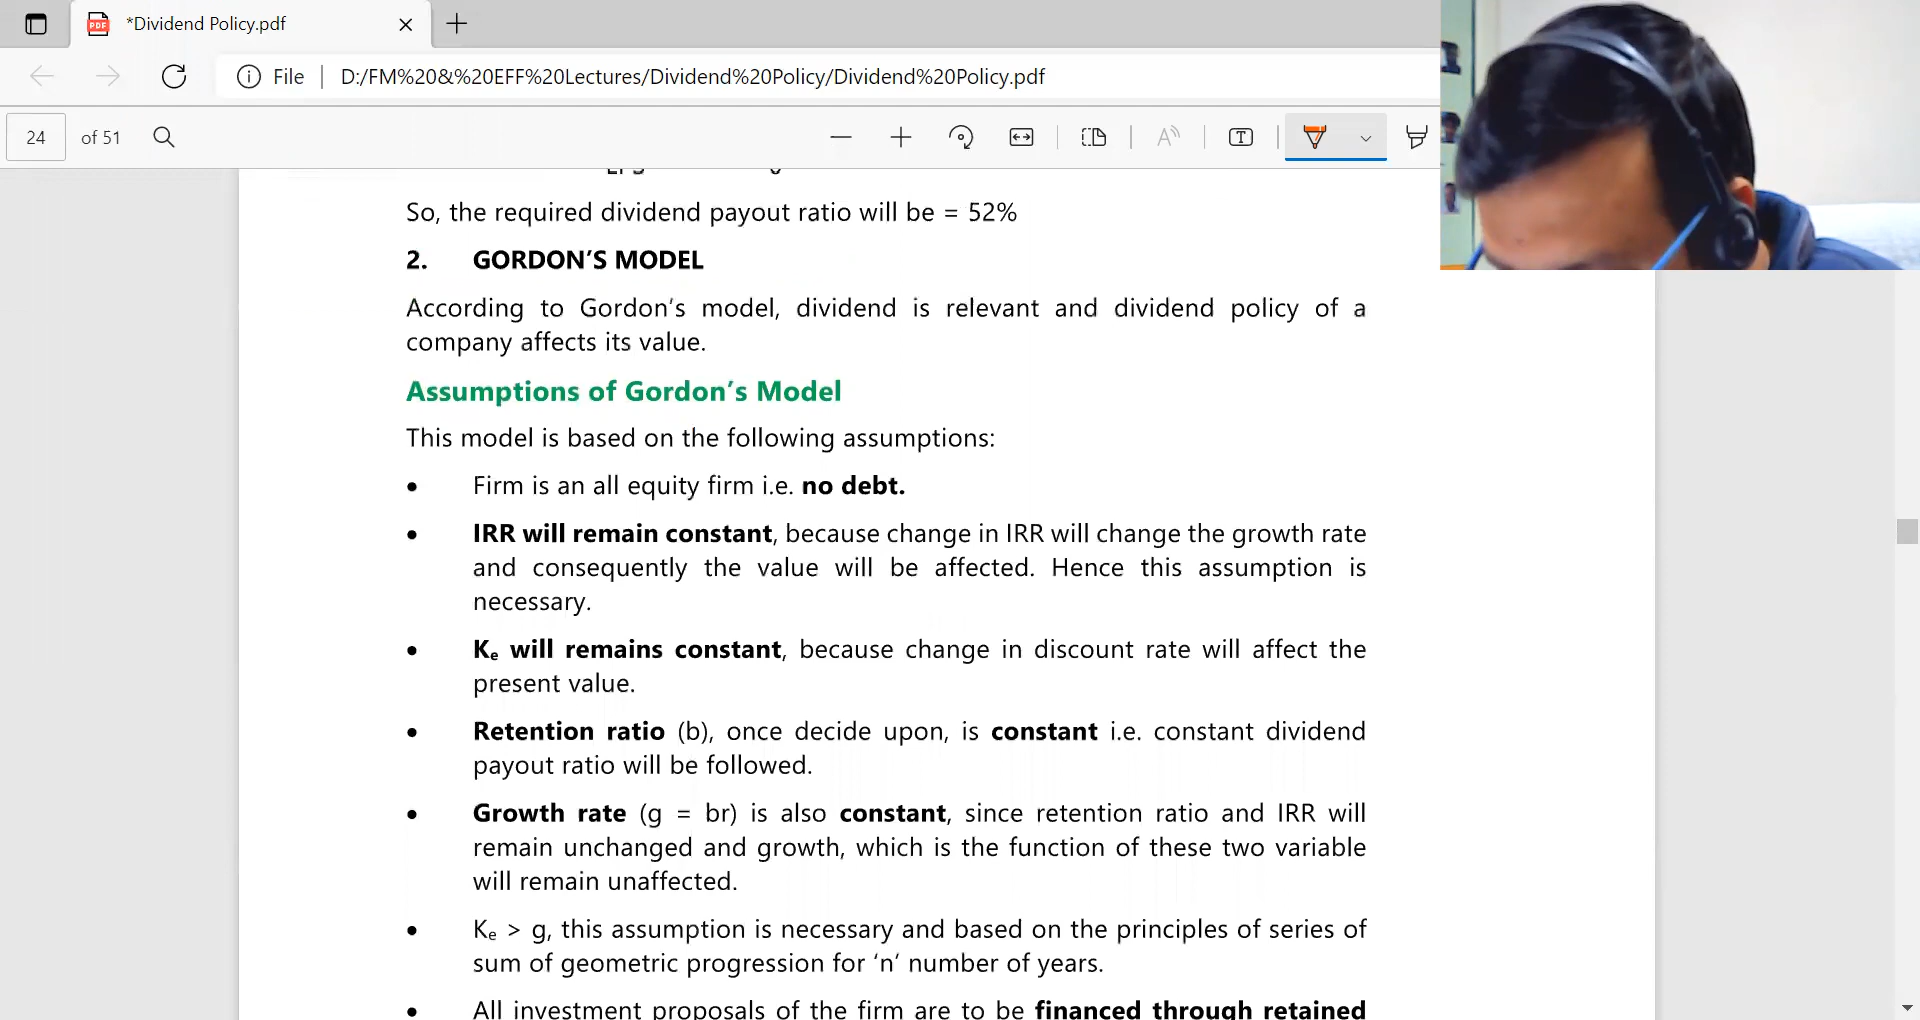 *Dividend Policy.pdf
File
D:/FM%20&%20EFF%20Lectures/Dividend%20Policy/Dividend%20Policy.pdf
24 of 51
So, the required dividend payout ratio will be = 52%
2. GORDON’S MODEL
According to Gordon’s model, dividend is relevant and dividend policy of a
company affects its value.
Assumptions of Gordon’s Model
This model is based on the following assumptions:
• Firm is an all equity firm i.e. no debt.
• IRR will remain constant, because change in IRR will change the growth rate
and consequently the value will be affected. Hence this assumption is
necessary.
• Kₑ will remains constant, because change in discount rate will affect the
present value.
• Retention ratio (b), once decide upon, is constant i.e. constant dividend
payout ratio will be followed.
• Growth rate (g = br) is also constant, since retention ratio and IRR will
remain unchanged and growth, which is the function of these two variable
will remain unaffected.
• Kₑ > g, this assumption is necessary and based on the principles of series of
sum of geometric progression for ‘n’ number of years.
• All investment proposals of the firm are to be financed through retained